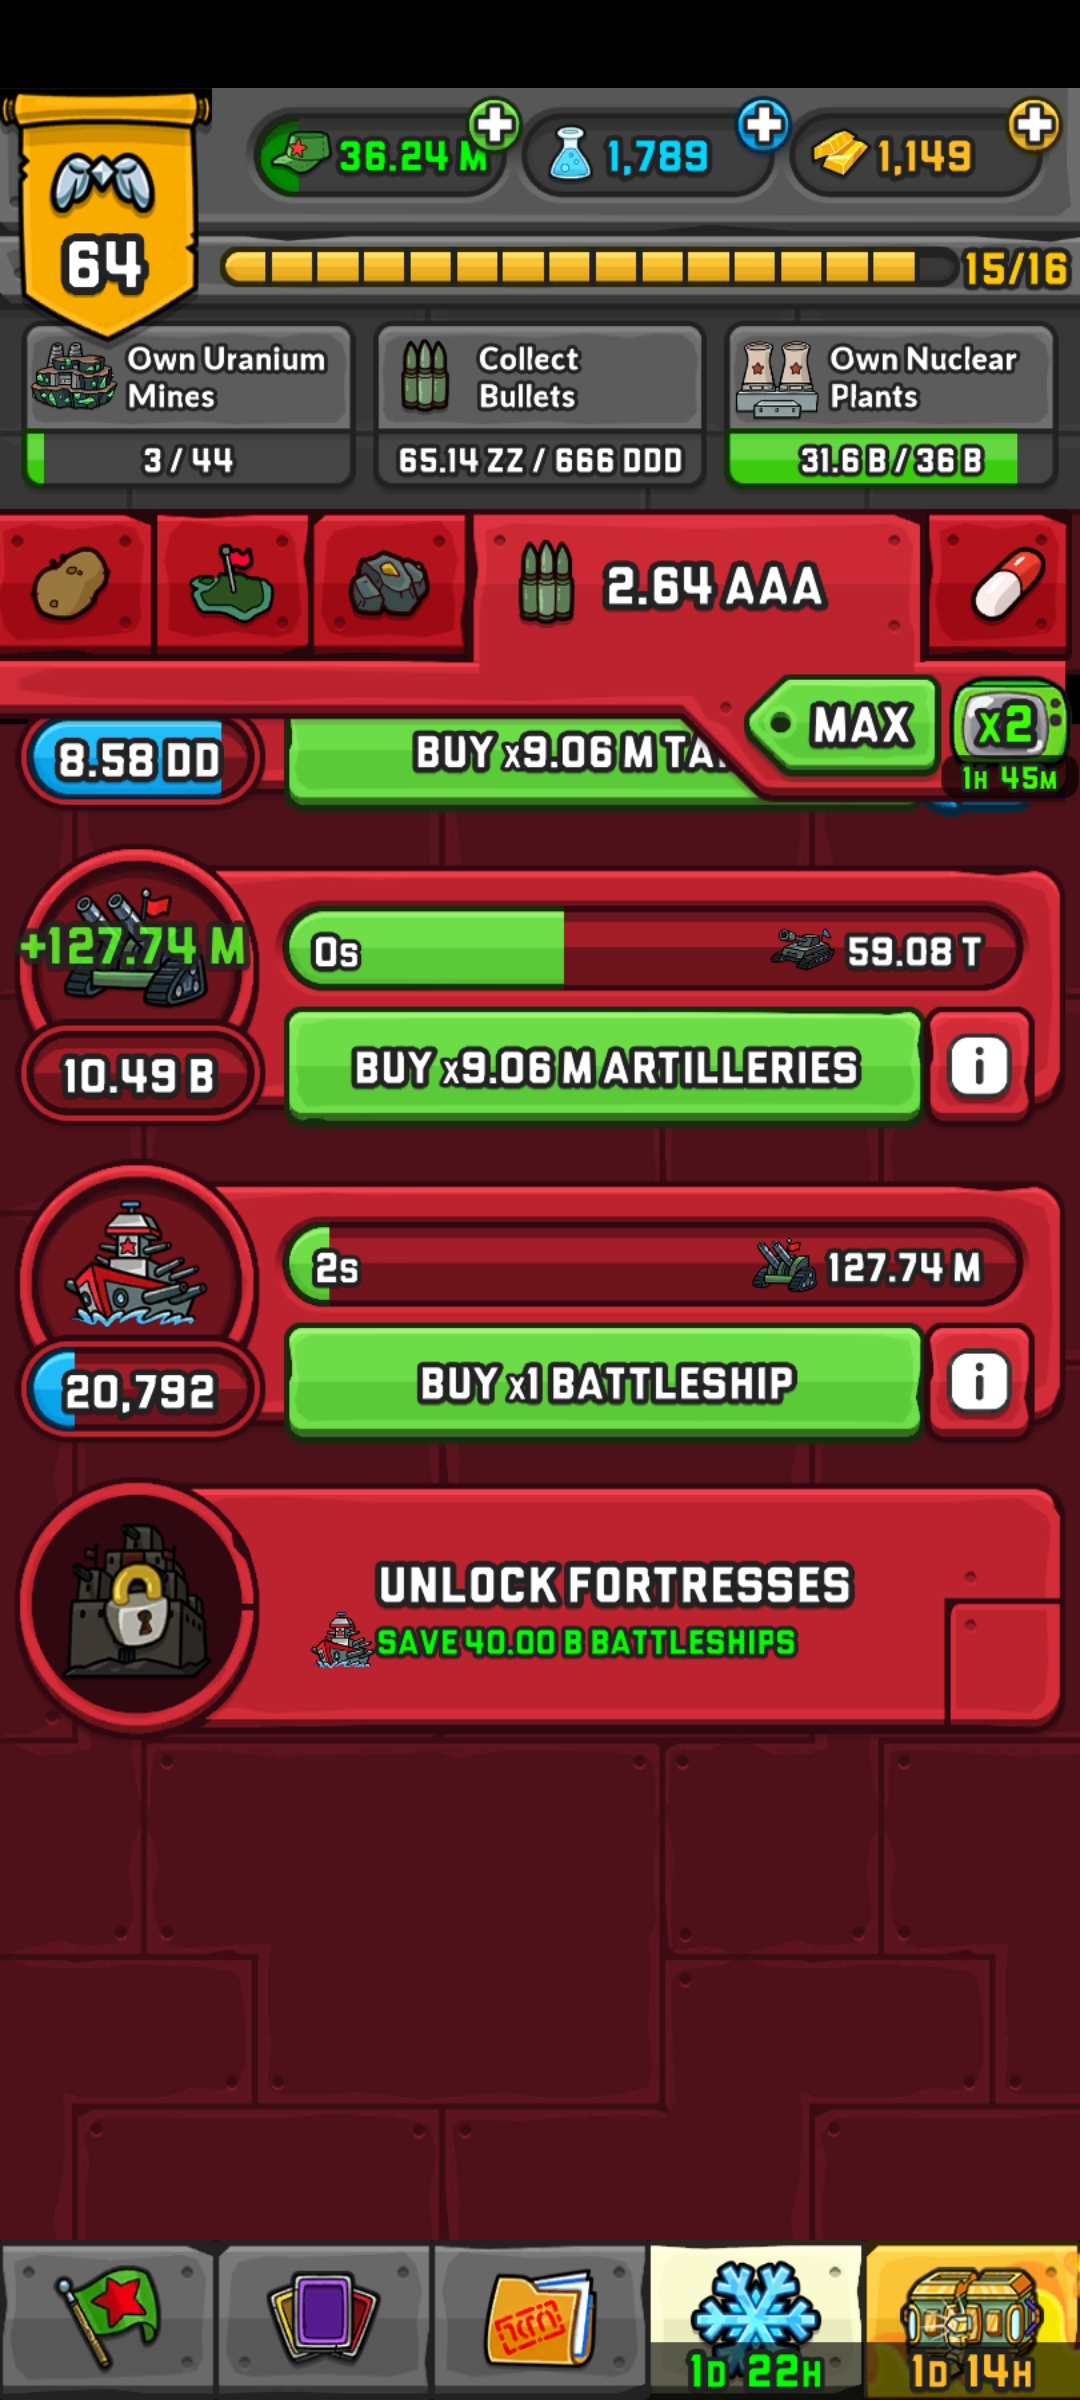 36.24 M
1,789
1,149
64
15/16
Own Uranium
Mines
3 / 44
Collect
Bullets
65.14 ZZ / 666 DDD
Own Nuclear
Plants
31.6 B / 36 B
2.64 AAA
MAX
X2
1H 45M
8.58 DD
BUY x9.06 M TA
+127.74 M
0s
59.08 T
10.49 B
BUY x9.06 M ARTILLERIES
i
2s
127.74 M
20,792
BUY x1 BATTLESHIP
i
UNLOCK FORTRESSES
SAVE 40.00 B BATTLESHIPS
1D 22H
1D 14H